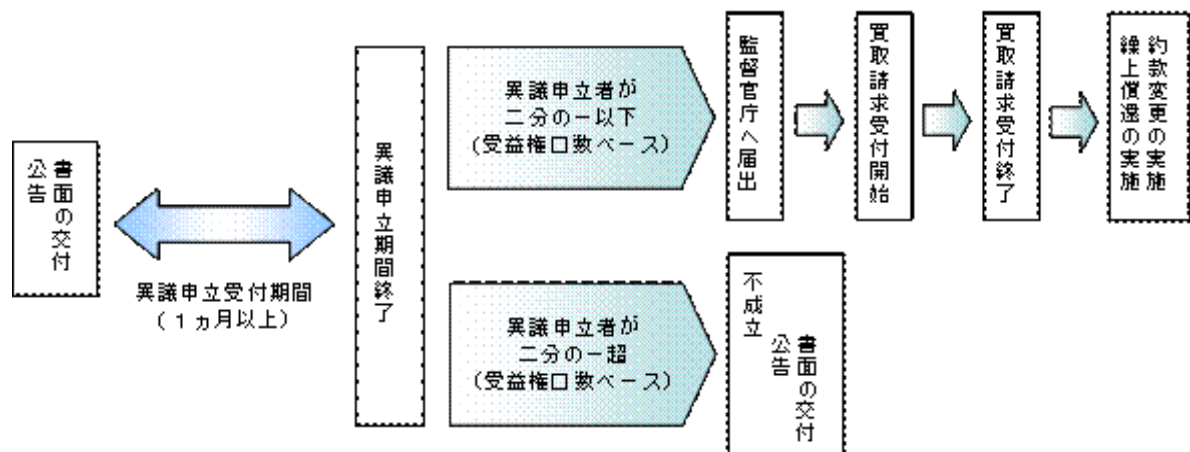 公告
書面の交付
異議申立受付期間
(1ヵ月以上)
異議申立期間終了
異議申立者が
二分の一以下
(受益権口数ベース)
監督官庁へ届出
買取請求受付開始
買取請求受付終了
約款変更の実施
繰上償還の実施
異議申立者が
二分の一超
(受益権口数ベース)
不成立
公告
書面の交付